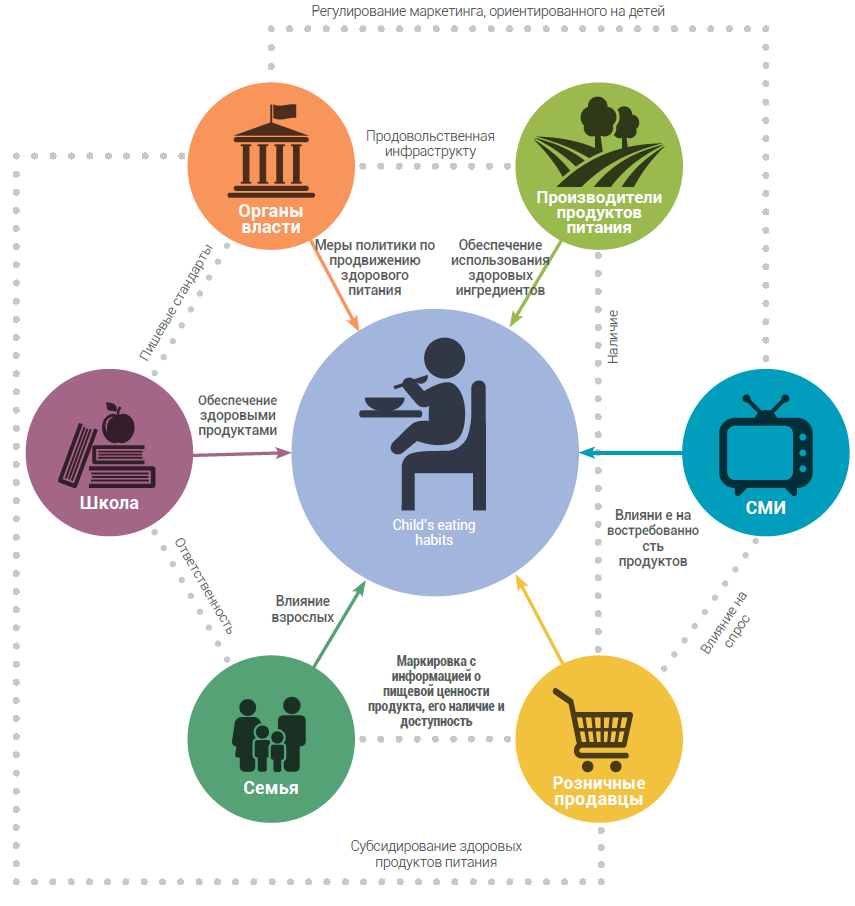 Регулирование маркетинга, ориентированного на детей
Продовольственная
инфраструкту
Органы
власти
Производители
продуктов
питания
Меры политики по
продвижению
здорового
питания
Обеспечение
использования
здоровых
ингредиентов
Пишевые стандарты
Наличие
Обеспечение
здоровыми
продуктами
Школа
Child's eating
habits
СМИ
Влияни е на
востребованно
сть
продуктов
Ответственность
Влияние
взрослых
Влияние на
спрос
Маркировка с
информацией о
пищевой ценности
продукта, его наличие и
доступность
Семья
Розничные
продавцы
Субсидирование здоровых
продуктов питания